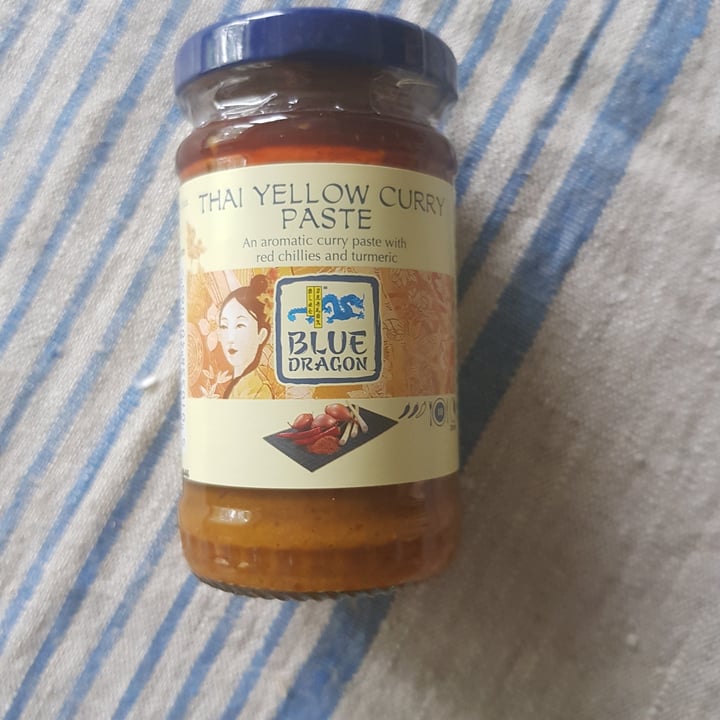 THAI YELLOW CURRY
PASTE
An aromatic curry paste with
red chillies and turmeric
BLUE
DRAGON